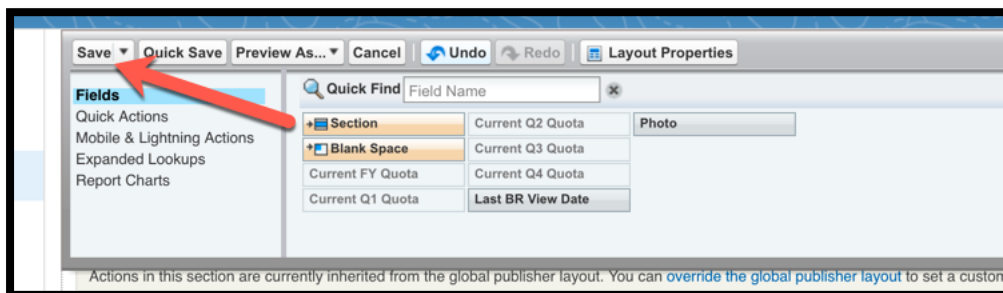 Save Quick Save Preview As... Cancel Undo Redo Layout Properties
Fields
Quick Actions
Mobile & Lightning Actions
Expanded Lookups
Report Charts
Quick Find Field Name
Section Current Q2 Quota Photo
Blank Space Current Q3 Quota
Current FY Quota Current Q4 Quota
Current Q1 Quota Last BR View Date
Actions in this section are currently inherited from the global publisher layout. You can override the global publisher layout to set a custom